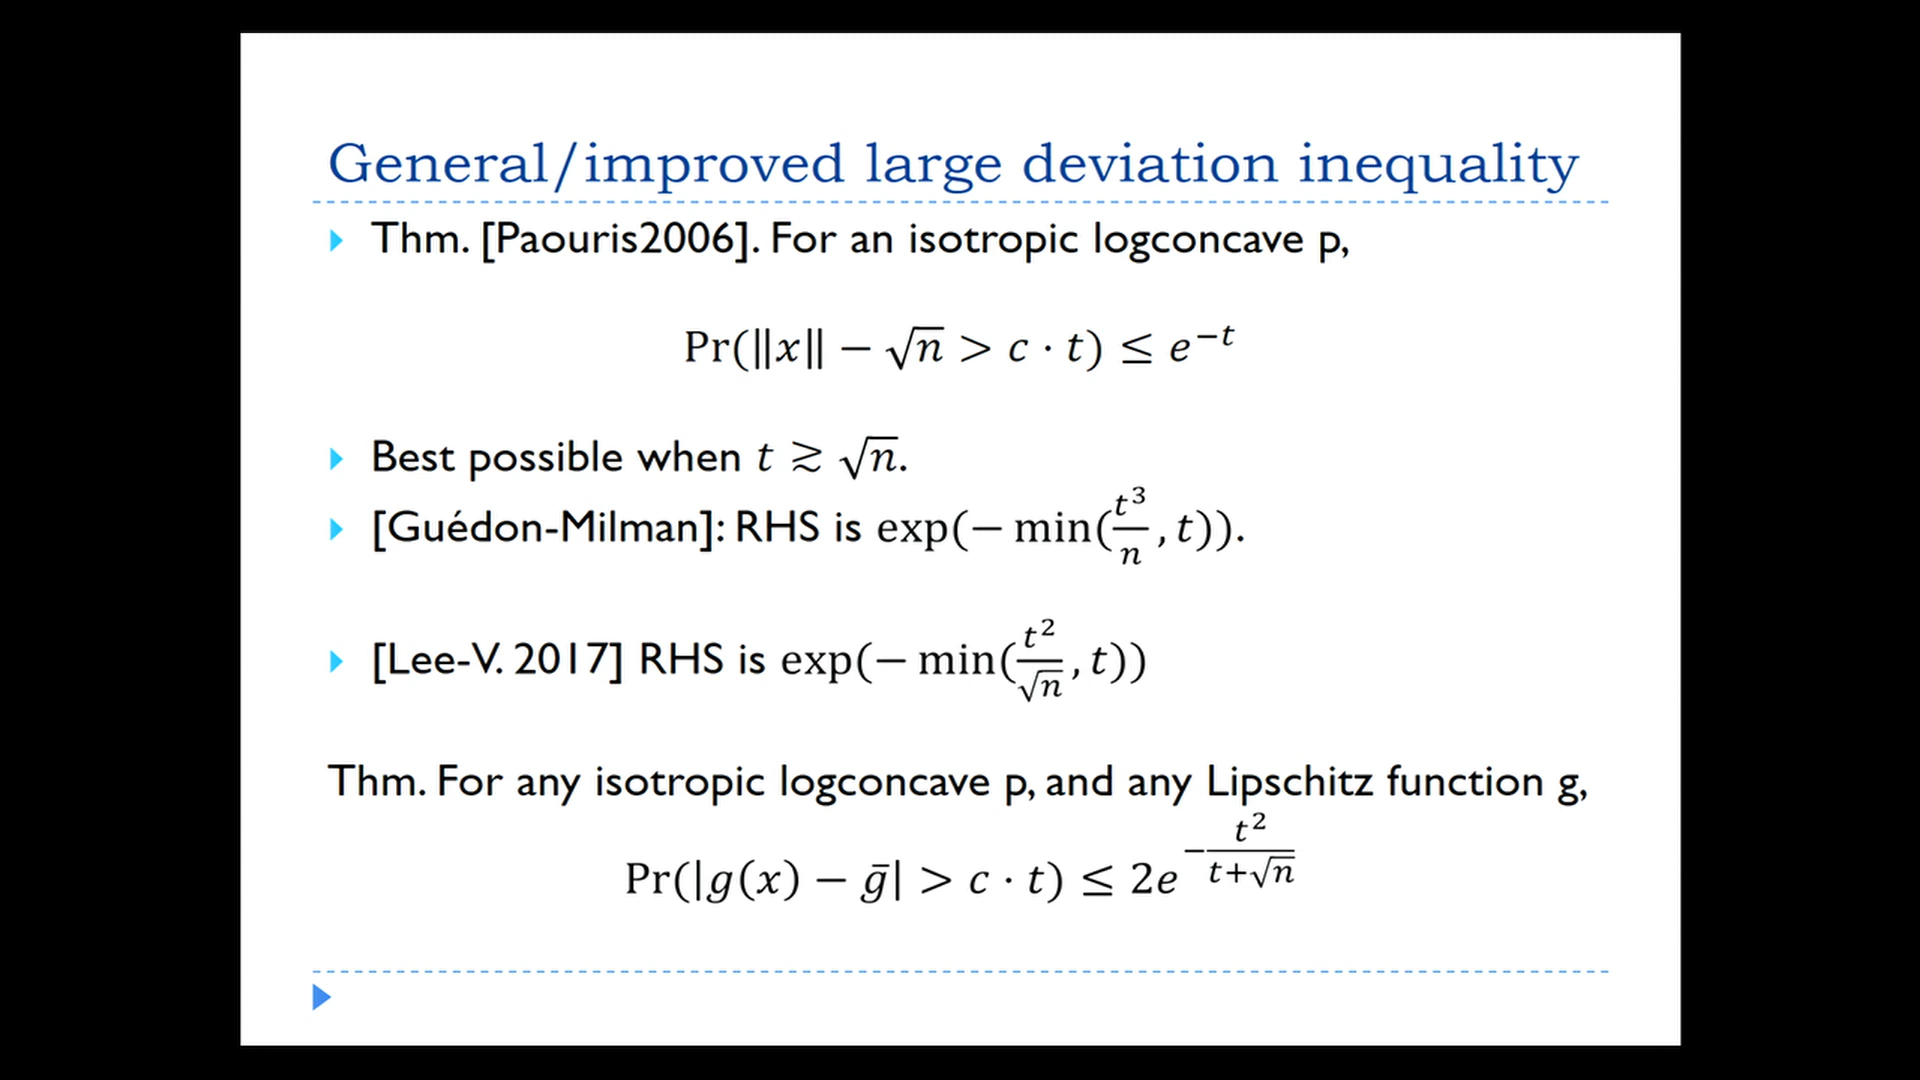 General/improved large deviation inequality
Thm. [Paouris2006]. For an isotropic logconcave p,
Pr(‖x‖ − √n > c · t) ≤ e^{−t}
Best possible when t ≳ √n.
[Guédon-Milman]: RHS is exp(− min(t³/n, t)).
[Lee-V. 2017] RHS is exp(− min(t²/√n, t))
Thm. For any isotropic logconcave p, and any Lipschitz function g,
Pr(|g(x) − ḡ| > c · t) ≤ 2e^{−t²/(t+√n)}